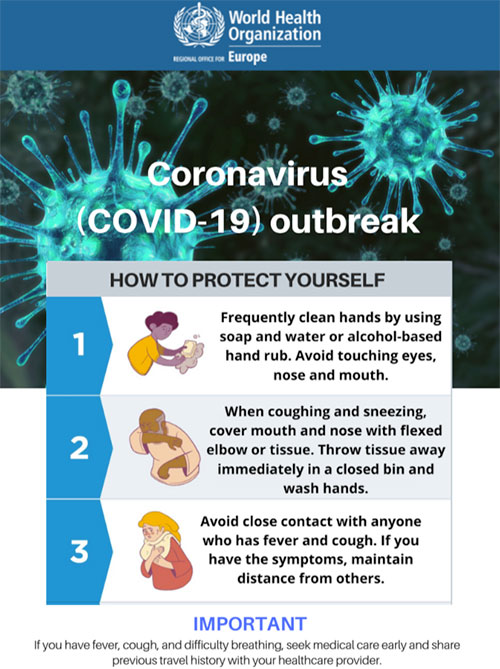 World Health
Organization
REGIONAL OFFICE FOR Europe
Coronavirus
(COVID-19) outbreak
HOW TO PROTECT YOURSELF
1
Frequently clean hands by using
soap and water or alcohol-based
hand rub. Avoid touching eyes,
nose and mouth.
2
When coughing and sneezing,
cover mouth and nose with flexed
elbow or tissue. Throw tissue away
immediately in a closed bin and
wash hands.
3
Avoid close contact with anyone
who has fever and cough. If you
have the symptoms, maintain
distance from others.
IMPORTANT
If you have fever, cough, and difficulty breathing, seek medical care early and share
previous travel history with your healthcare provider.